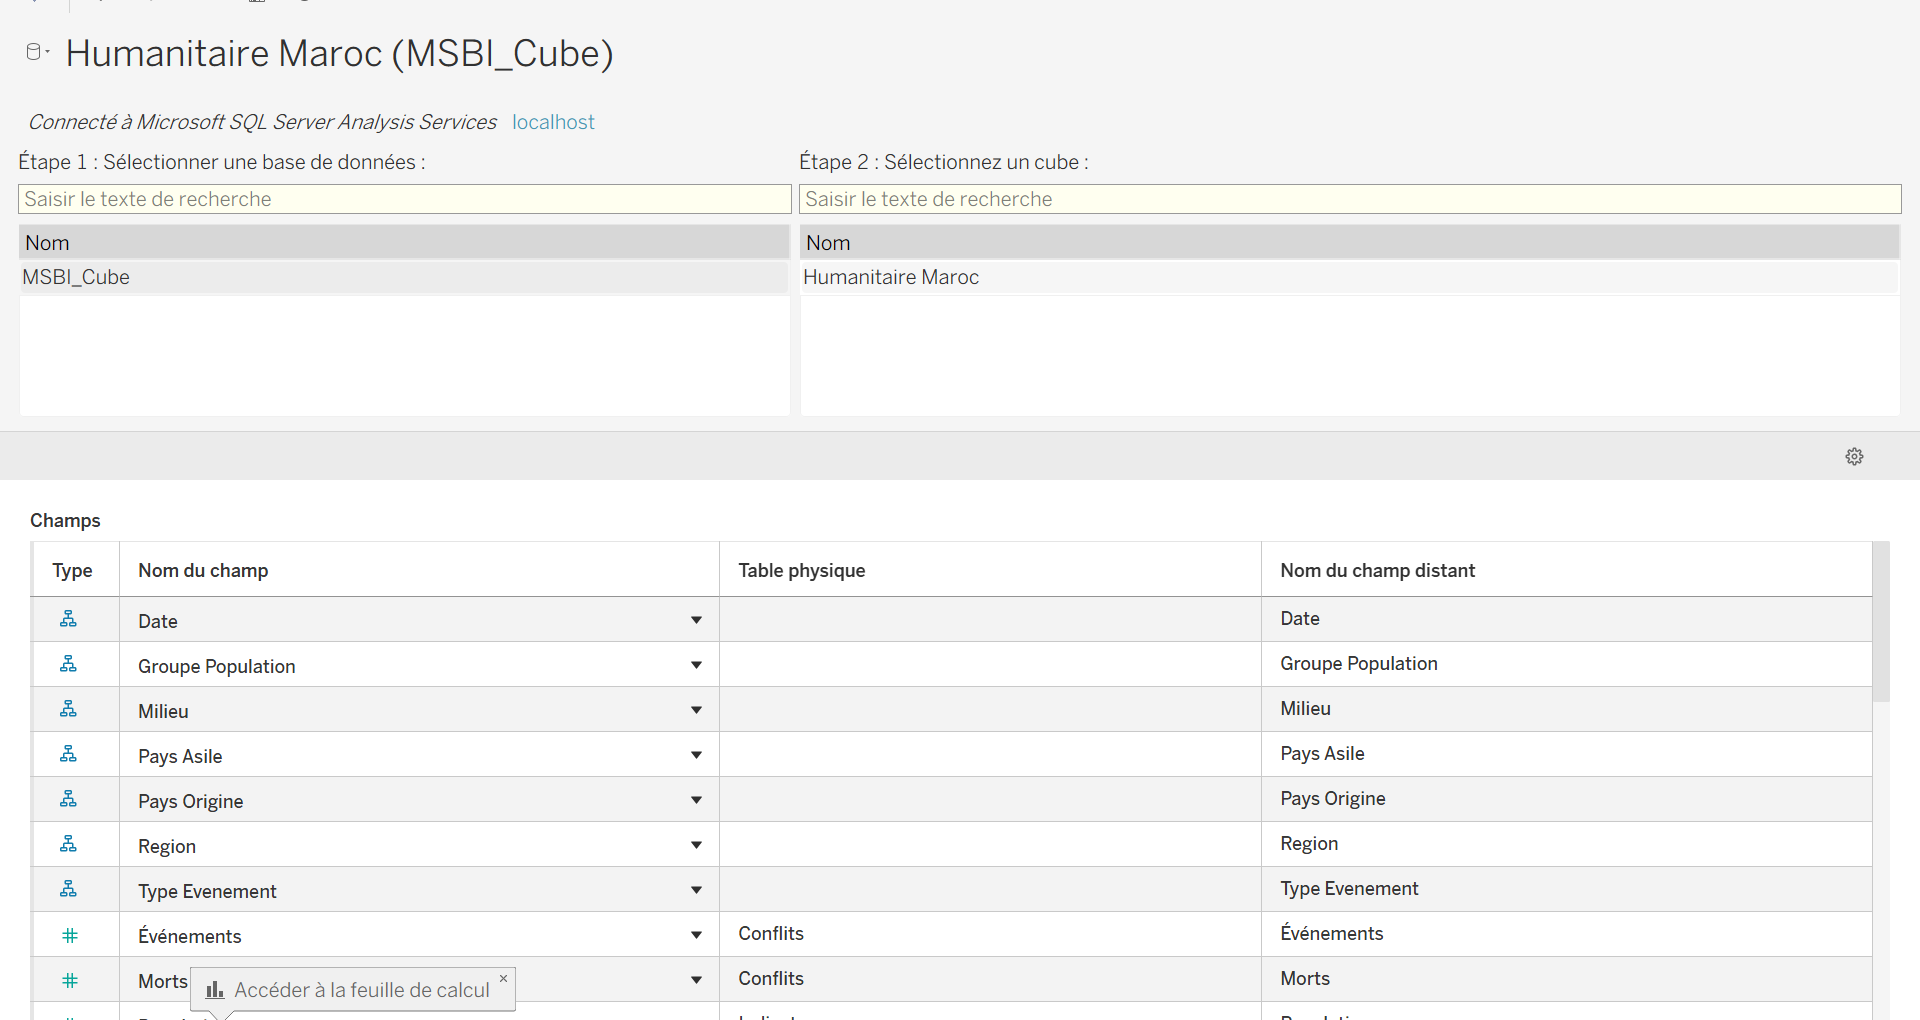 Humanitaire Maroc (MSBI_Cube)
Connecté à Microsoft SQL Server Analysis Services localhost
Étape 1 : Sélectionner une base de données :
Étape 2 : Sélectionnez un cube :
Saisir le texte de recherche
Saisir le texte de recherche
Nom
Nom
MSBI_Cube
Humanitaire Maroc
Champs
Type Nom du champ Table physique Nom du champ distant
Date Date
Groupe Population Groupe Population
Milieu Milieu
Pays Asile Pays Asile
Pays Origine Pays Origine
Region Region
Type Evenement Type Evenement
Événements Conflits Événements
Morts Conflits Morts
Accéder à la feuille de calcul